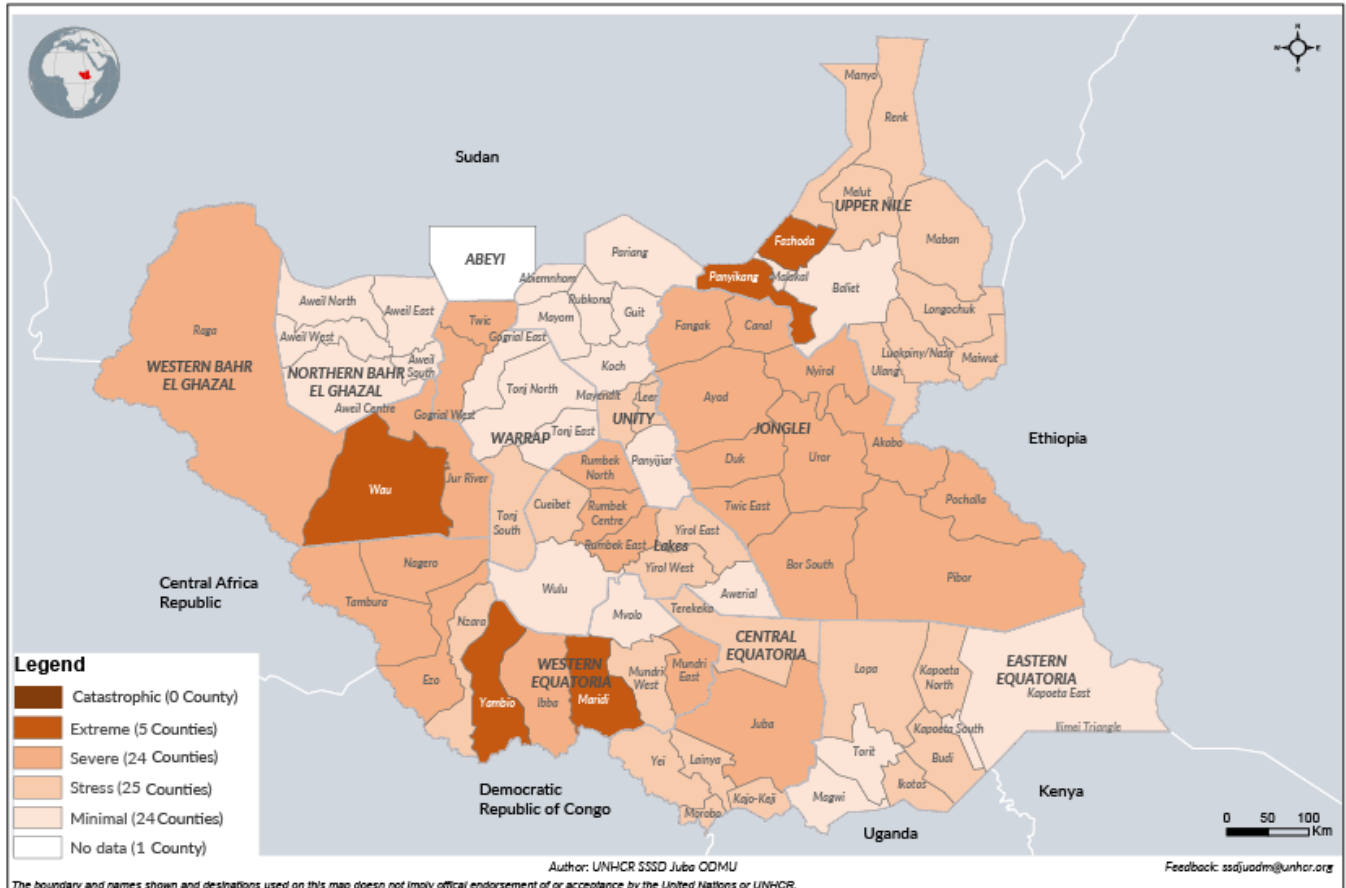 N
W
E
S
Manyo
Renk
Sudan
Melut
UPPER NILE
Maban
Fashoda
ABEYI
Pariang
Panyikang
Malakal
Baliet
Abiemnhom
Rubkona
Aweil North
Aweil East
Mayom
Guit
Longochuk
Twic
Fangak
Canal
Raga
Aweil West
Gogrial East
Luakpiny/Nasir
Maiwut
WESTERN BAHR
EL GHAZAL
NORTHERN BAHR
EL GHAZAL
Aweil
South
Koch
Nyirol
Ulang
Tonj North
Mayendit
Leer
Ayod
Aweil Centre
Gogrial West
UNITY
JONGLEI
WARRAP
Tonj East
Akobo
Ethiopia
Panyijiar
Duk
Uror
Rumbek
North
Wau
Jur River
Pochalla
Cueibet
Rumbek
Centre
Twic East
Tonj
South
Yirol East
Rumbek East
Lakes
Nagero
Yirol West
Bor South
Pibor
Central Africa
Republic
Wulu
Awerial
Tambura
Mvolo
Terekeka
Nzara
CENTRAL
EQUATORIA
WESTERN
EQUATORIA
Mundri
East
Mundri
West
Lopa
Kapoeta
North
EASTERN
EQUATORIA
Kapoeta East
Ezo
Yambio
Ibba
Maridi
Juba
Kapoeta South
Ilimei Triangle
Torit
Budi
Yei
Lainya
Ikotos
Magwi
Kajo-Keji
Morobo
Democratic
Republic of Congo
Kenya
Uganda
Legend
Catastrophic (0 County)
Extreme (5 Counties)
Severe (24 Counties)
Stress (25 Counties)
Minimal (24 Counties)
No data (1 County)
0 50 100
Km
Author: UNHCR SSSD Juba ODMU
Feedback: ssdjuodm@unhcr.org
The boundary and names shown and desinations used on this map doesn not imply offical endorsement of or acceptance by the United Nations or UNHCR.